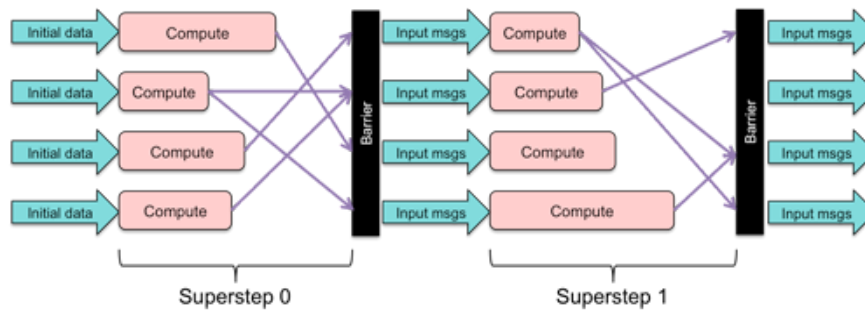 Initial data
Compute
Input msgs
Compute
Input msgs
Initial data
Compute
Input msgs
Compute
Input msgs
Barrier
Barrier
Initial data
Compute
Input msgs
Compute
Input msgs
Initial data
Compute
Input msgs
Compute
Input msgs
Superstep 0
Superstep 1